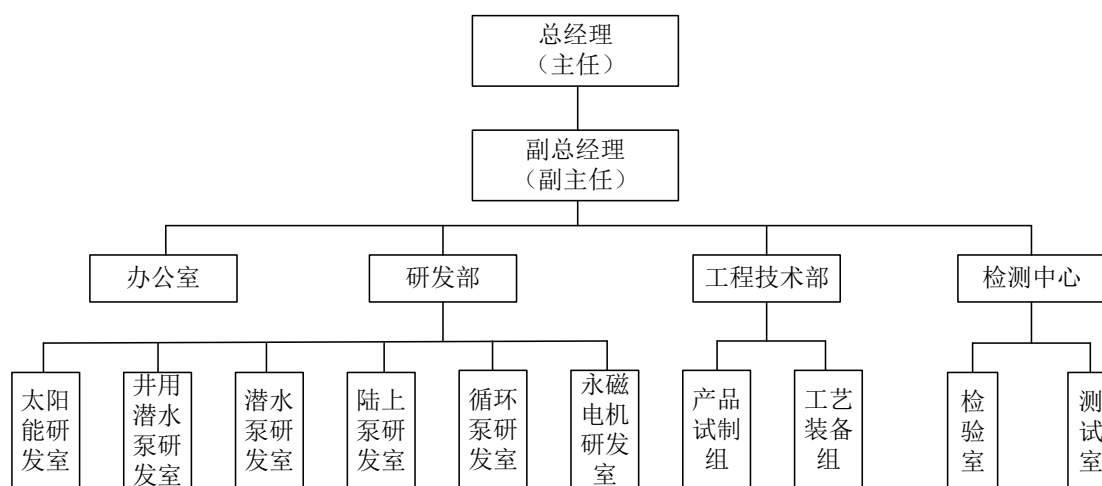 总经理
（主任）
副总经理
（副主任）
办公室
研发部
工程技术部
检测中心
太阳
能研
发室
井用
潜水
泵研
发室
潜水
泵研
发室
陆上
泵研
发室
循环
泵研
发室
永磁
电机
研发
室
产品
试制
组
工艺
装备
组
检
验
室
测
试
室